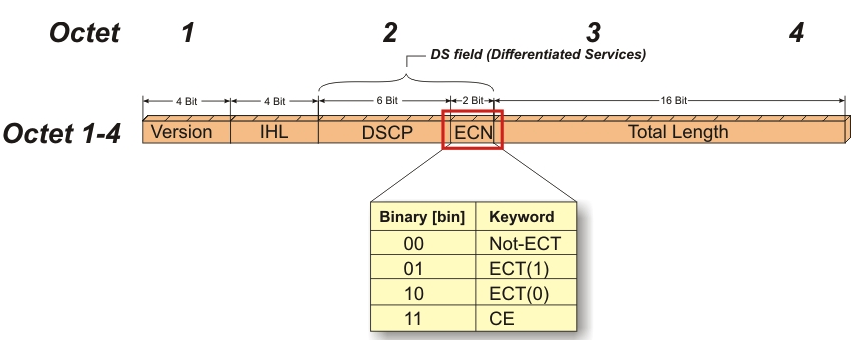 Octet 1 2 3 4
DS field (Differentiated Services)
4 Bit 4 Bit 6 Bit 2 Bit 16 Bit
Octet 1-4 Version IHL DSCP ECN Total Length
Binary [bin] Keyword
00 Not-ECT
01 ECT(1)
10 ECT(0)
11 CE